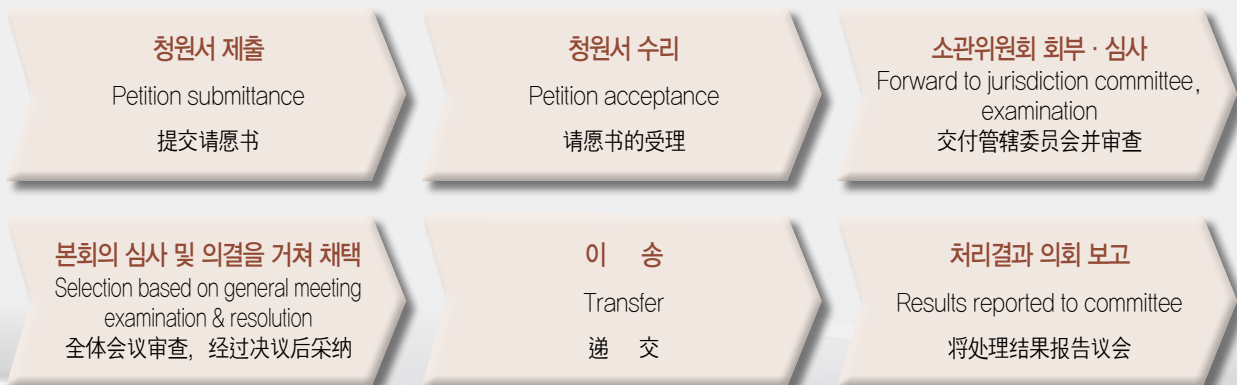 청원서 제출
Petition submittance
提交请愿书
청원서 수리
Petition acceptance
请愿书的受理
소관위원회 회부 · 심사
Forward to jurisdiction committee,
examination
交付管辖委员会并审查
본회의 심사 및 의결을 거쳐 채택
Selection based on general meeting
examination & resolution
全体会议审查，经过决议后采纳
이 송
Transfer
递 交
처리결과 의회 보고
Results reported to committee
将处理结果报告议会